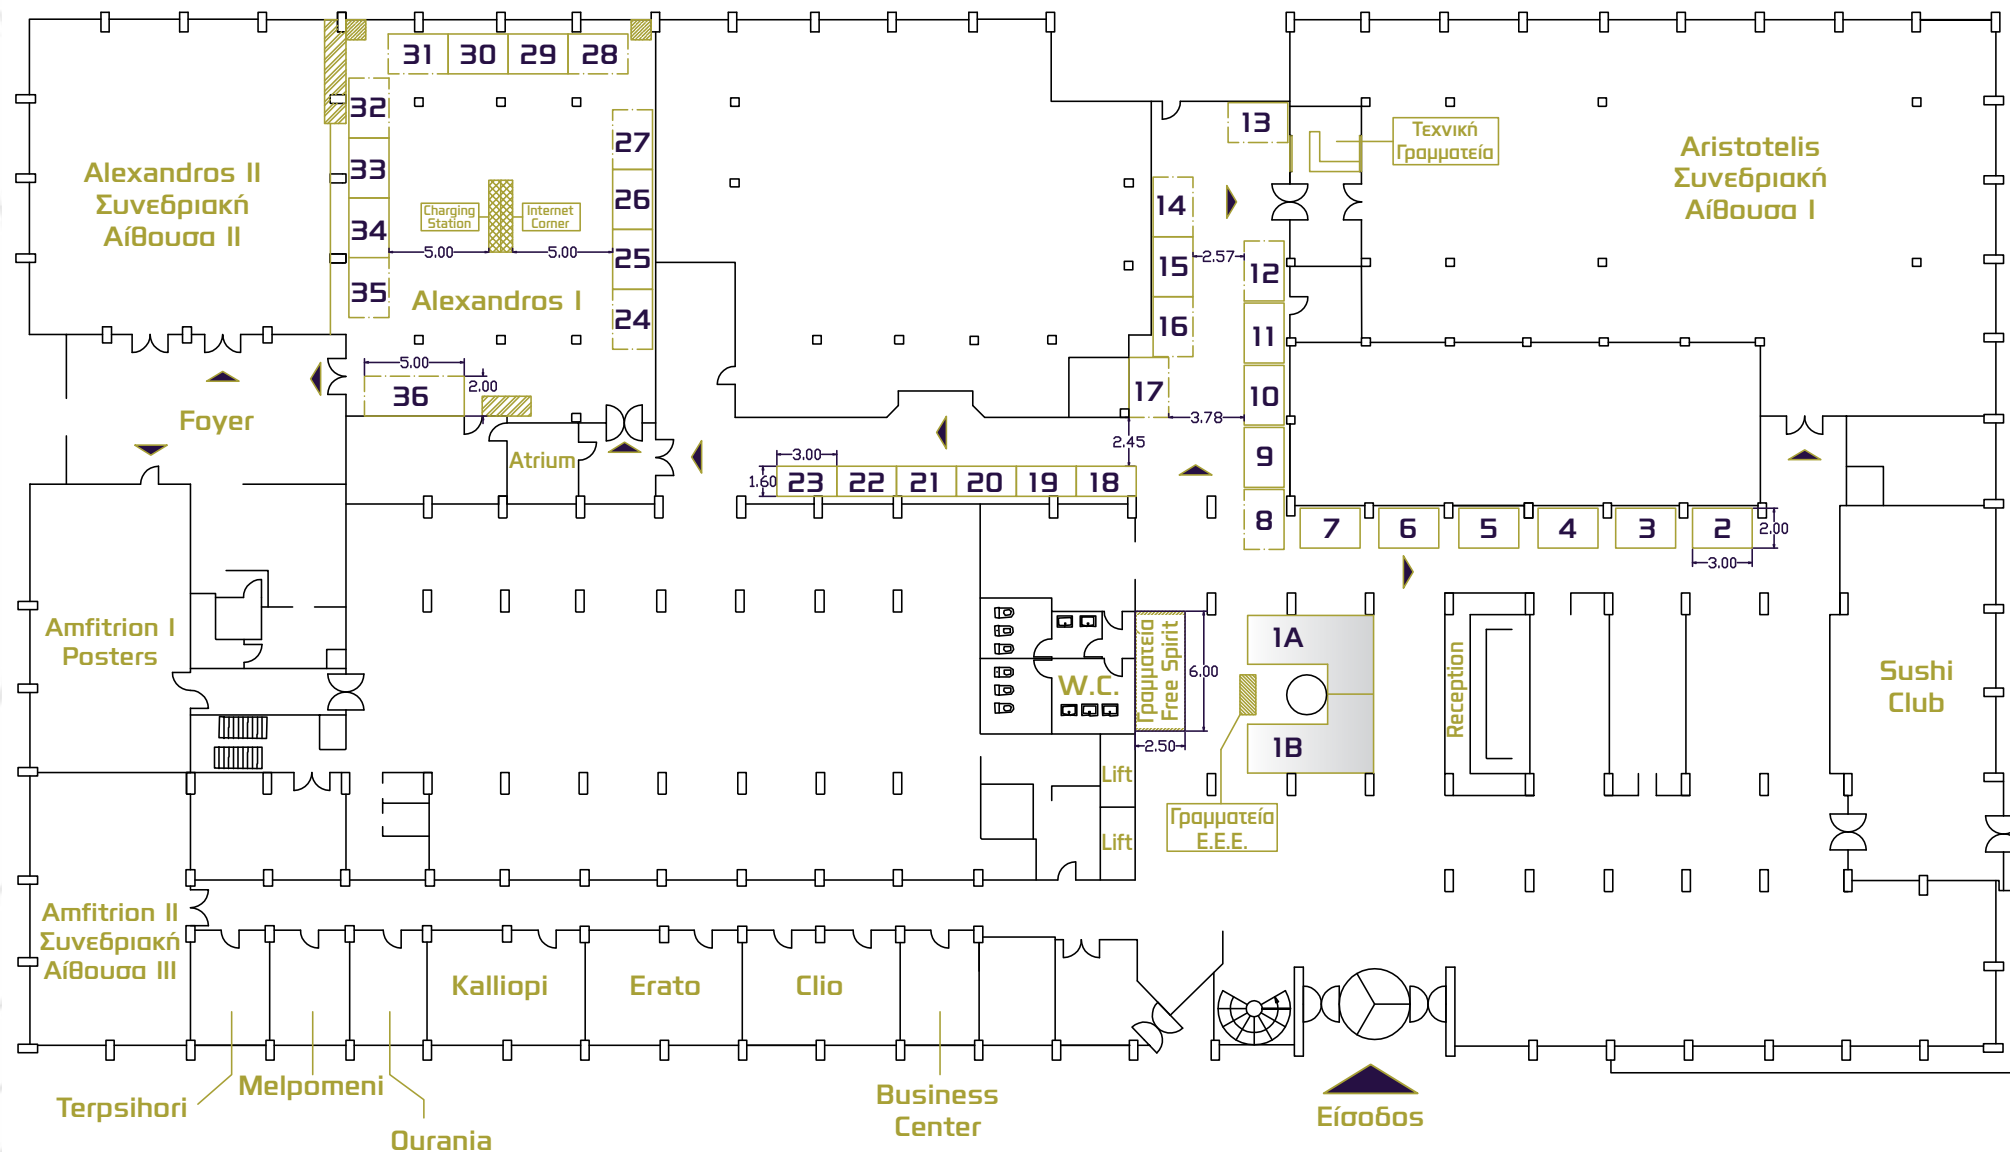 31
30
29
28
32
33
34
35
27
26
25
24
13
Τεχνική
Γραμματεία
Alexandros II
Συνεδριακή
Αίθουσα II
Charging
Station
Internet
Corner
5.00
5.00
Alexandros I
14
15
16
17
2.57
12
11
10
9
8
Aristotelis
Συνεδριακή
Αίθουσα I
5.00
36
2.00
Foyer
Atrium
3.78
2.45
3.00
1.60
23
22
21
20
19
18
7
6
5
4
3
2
2.00
3.00
Amfitrion I
Posters
W.C.
Γραμματεία
Free Spirit
6.00
2.50
1A
1B
Reception
Sushi
Club
Lift
Lift
Γραμματεία
Ε.Ε.Ε.
Amfitrion II
Συνεδριακή
Αίθουσα III
Kalliopi
Erato
Clio
Terpsihori
Melpomeni
Ourania
Business
Center
Είσοδος